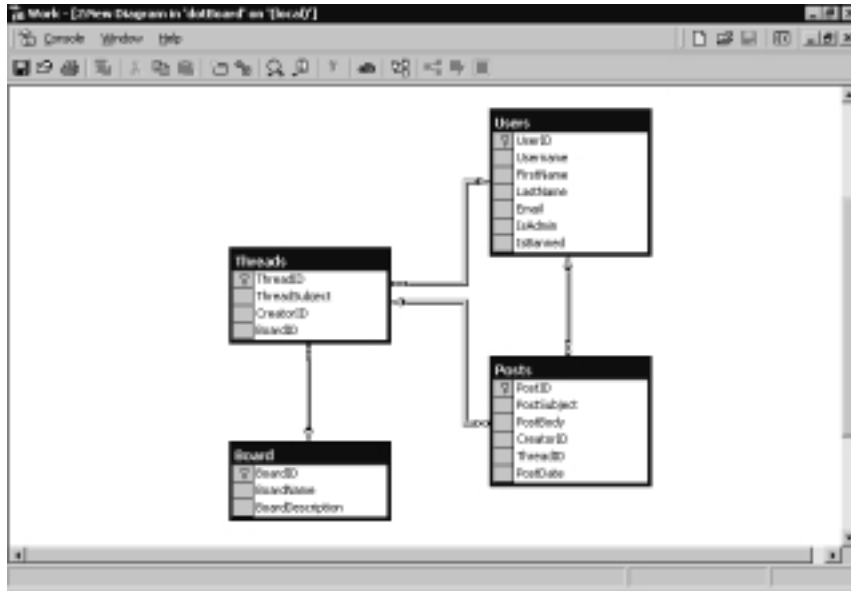 Work - [2:New Diagram in 'dotBoard' on '(local)']
Console Window Help
Users
UserID
Username
FirstName
LastName
Email
IsAdmin
IsBanned
Threads
ThreadID
ThreadSubject
CreatorID
BoardID
Posts
PostID
PostSubject
PostBody
CreatorID
ThreadID
PostDate
Board
BoardID
BoardName
BoardDescription